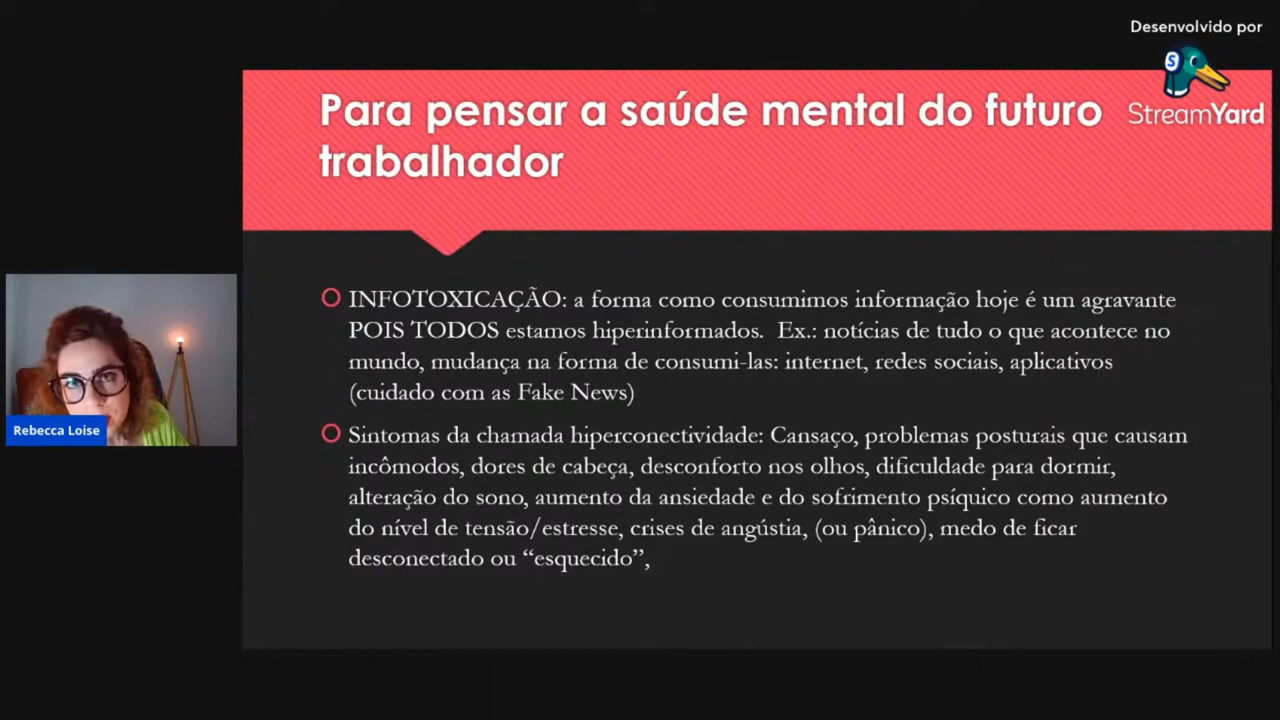 Desenvolvido por
S
StreamYard
Para pensar a saúde mental do futuro
trabalhador
INFOTOXICAÇÃO: a forma como consumimos informação hoje é um agravante
POIS TODOS estamos hiperinformados.  Ex.: notícias de tudo o que acontece no
mundo, mudança na forma de consumi-las: internet, redes sociais, aplicativos
(cuidado com as Fake News)
Sintomas da chamada hiperconectividade: Cansaço, problemas posturais que causam
incômodos, dores de cabeça, desconforto nos olhos, dificuldade para dormir,
alteração do sono, aumento da ansiedade e do sofrimento psíquico como aumento
do nível de tensão/estresse, crises de angústia, (ou pânico), medo de ficar
desconectado ou “esquecido”,
Rebecca Loise